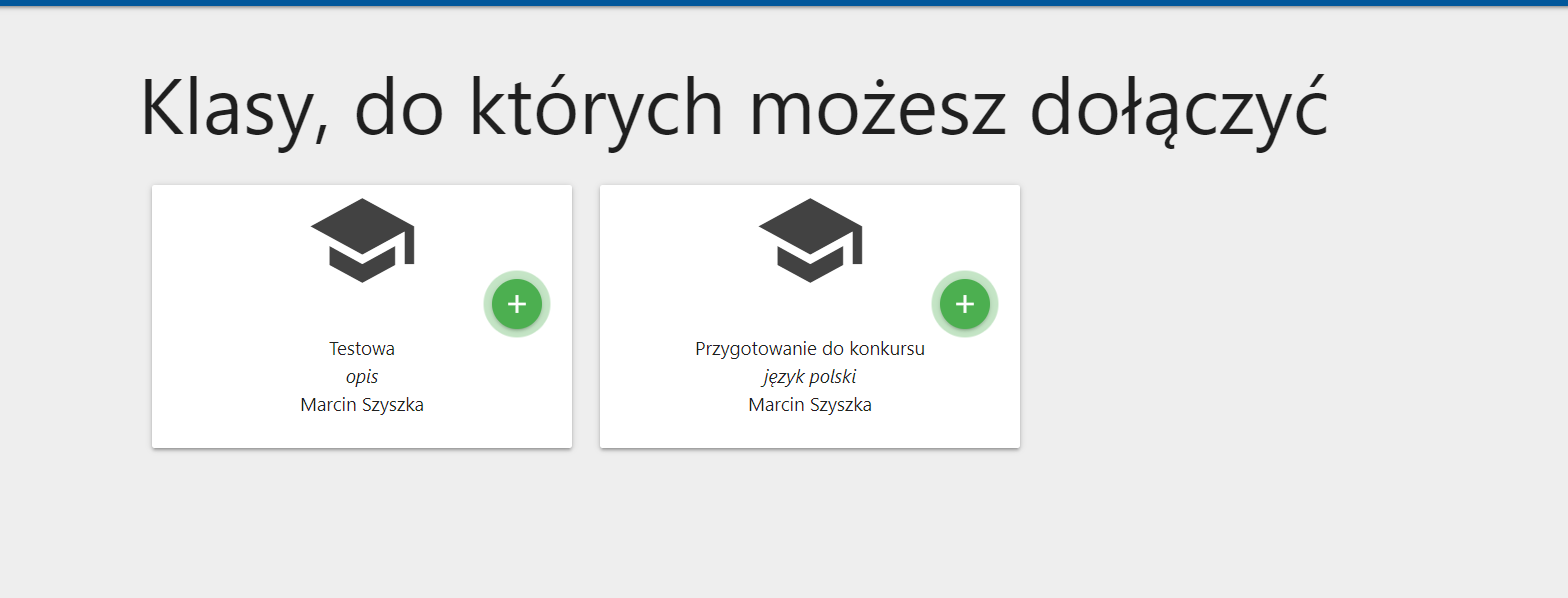 Klasy, do których możesz dołączyć
Testowa
opis
Marcin Szyszka
Przygotowanie do konkursu
język polski
Marcin Szyszka